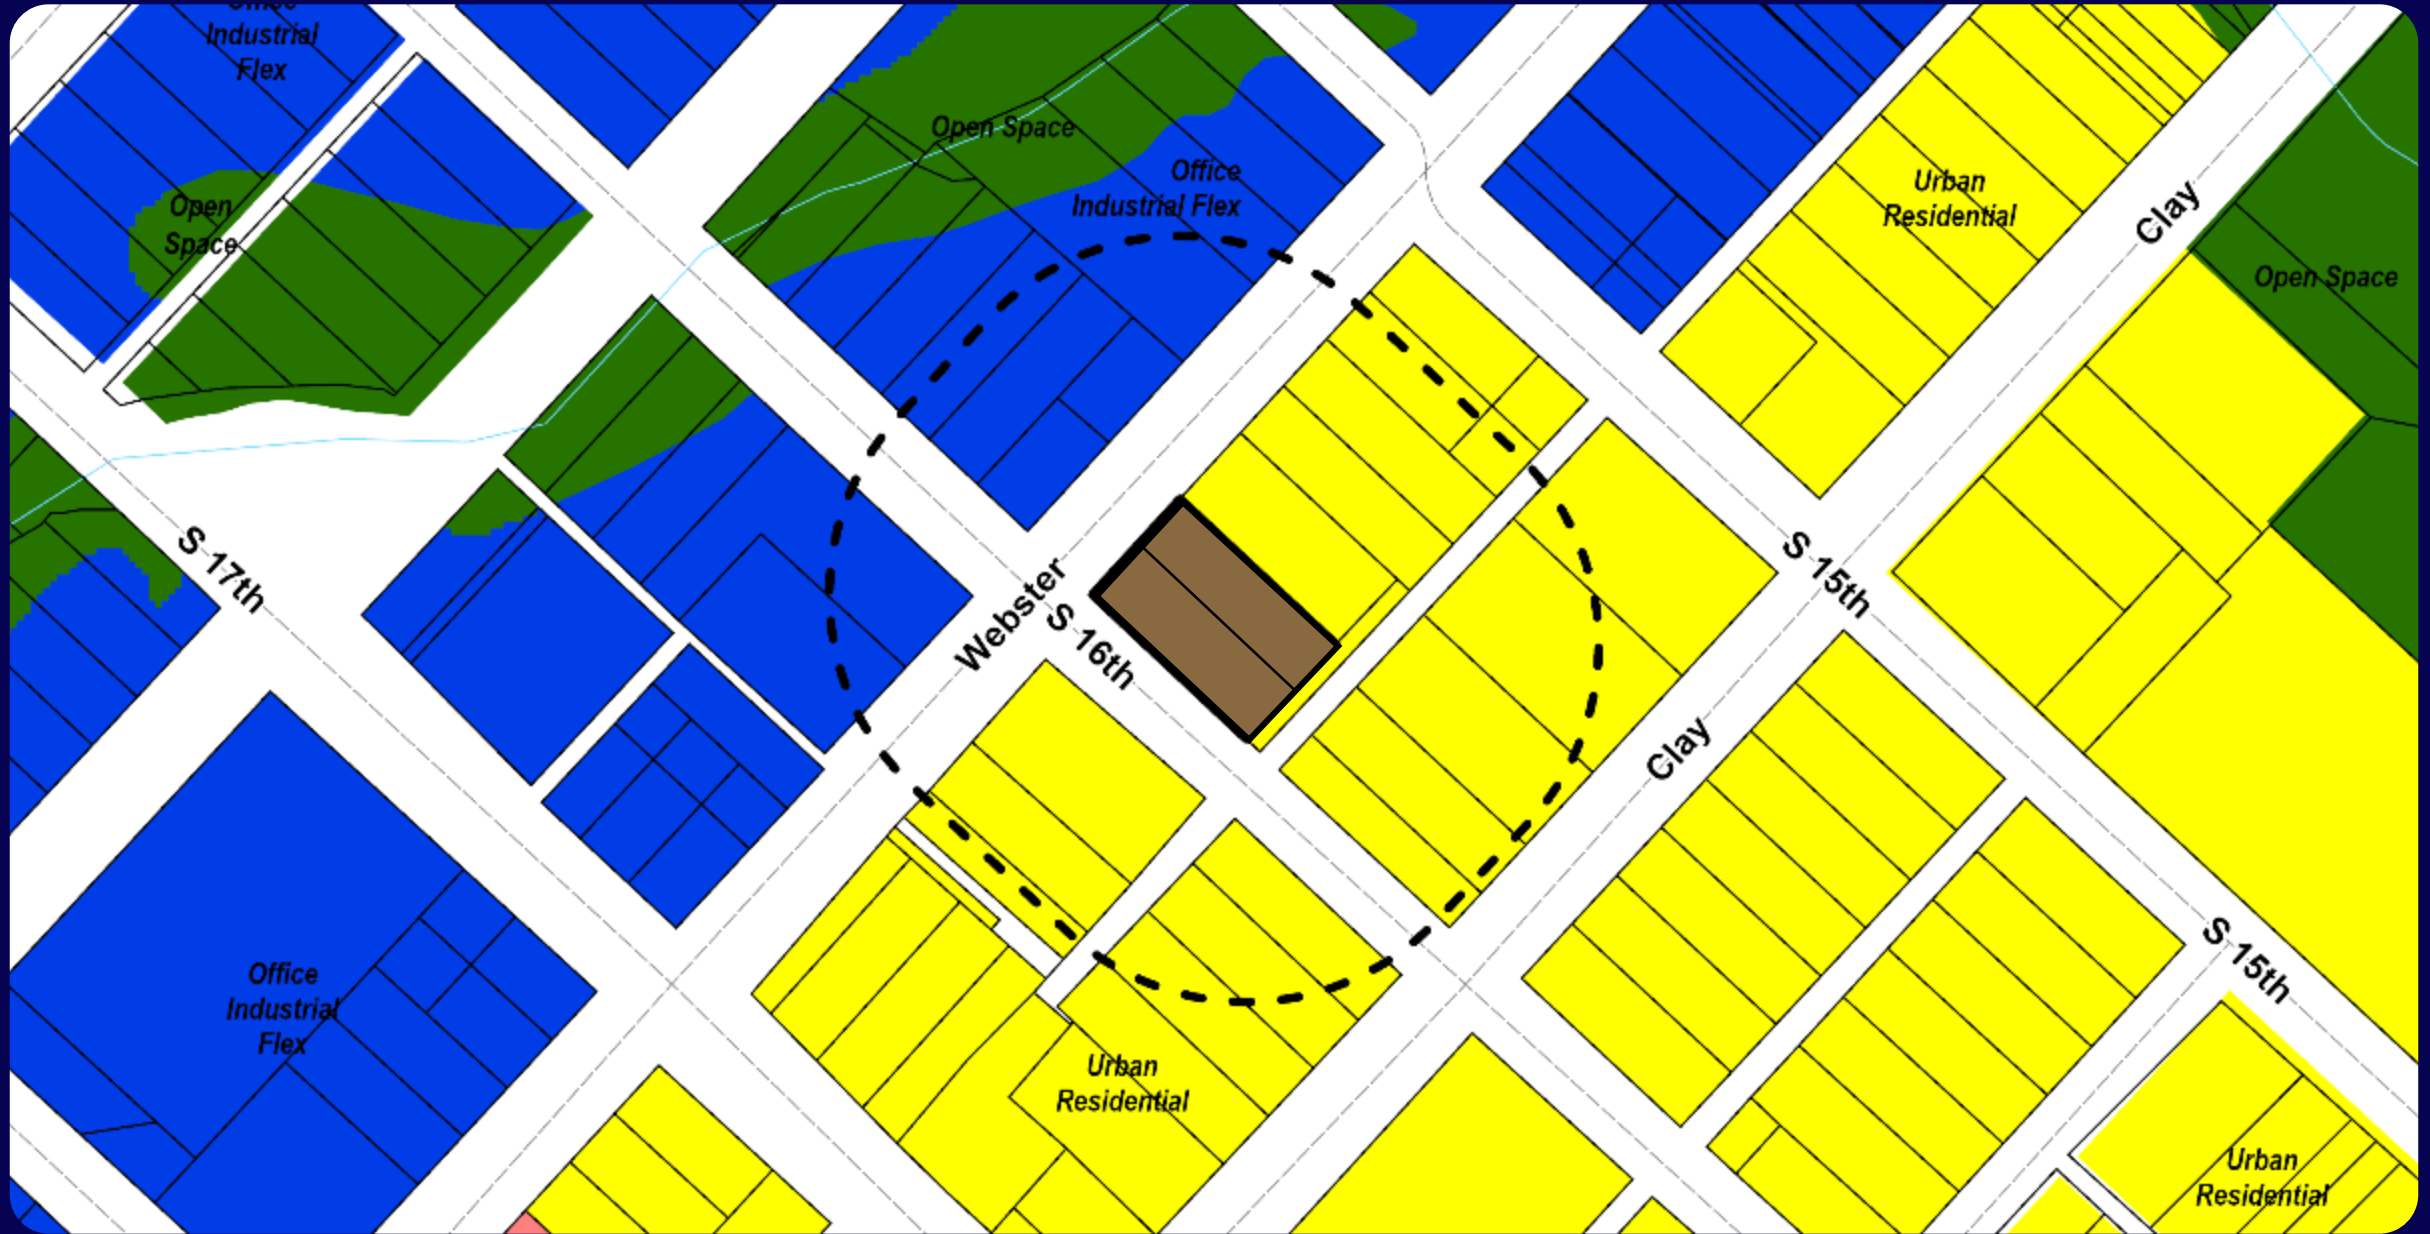 Office
Industrial
Flex
Open Space
Office
Industrial Flex
Urban
Residential
Clay
Open
Space
Open Space
S 17th
Webster
S 16th
S 15th
Clay
Office
Industrial
Flex
Urban
Residential
S 15th
Urban
Residential